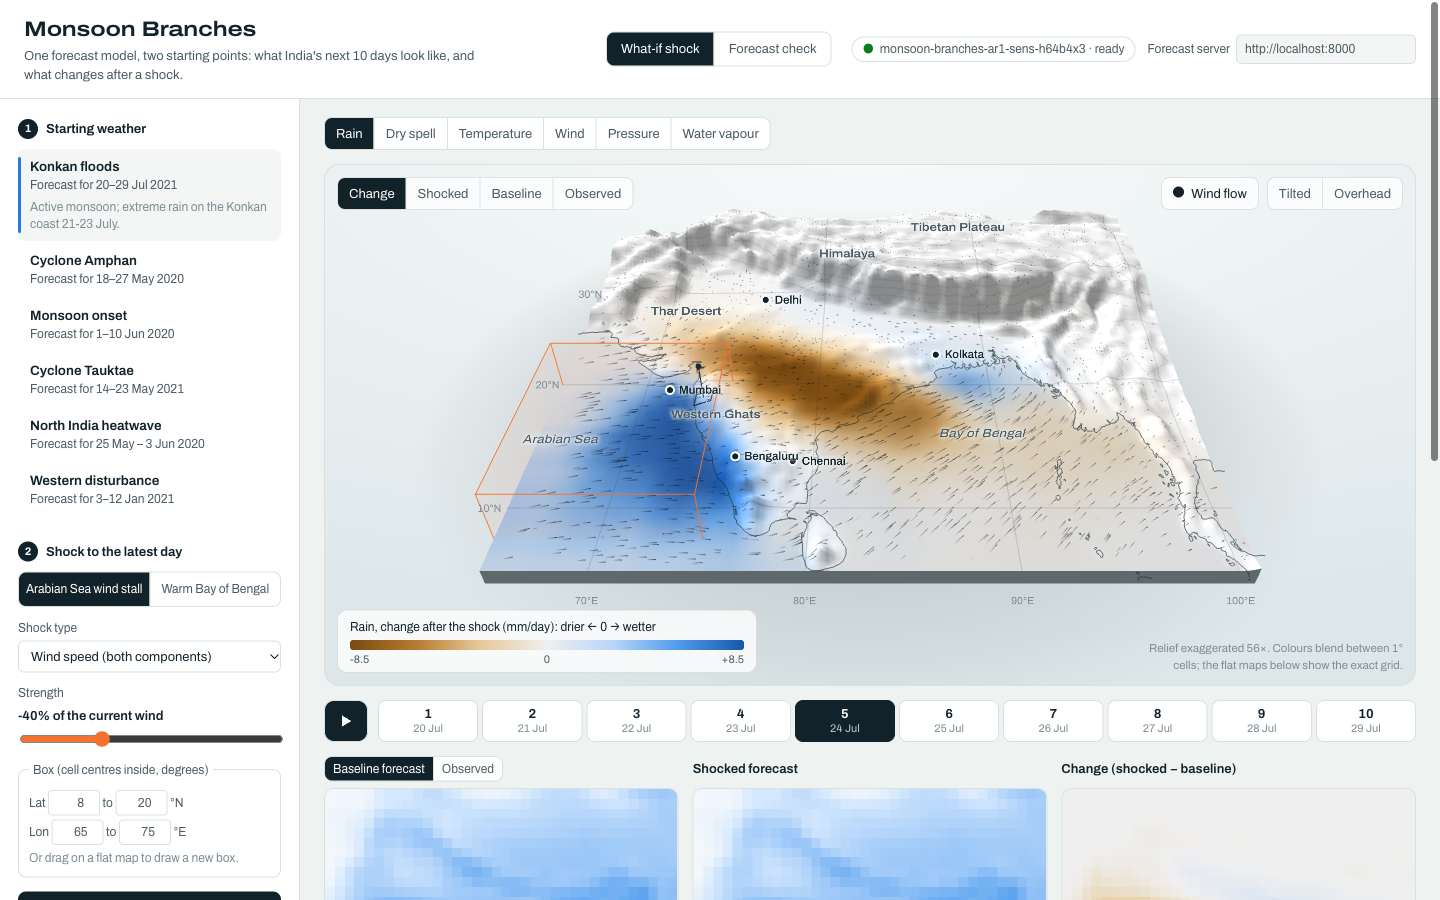 Monsoon Branches
One forecast model, two starting points: what India's next 10 days look like, and
what changes after a shock.
What-if shock
Forecast check
monsoon-branches-ar1-sens-h64b4x3 · ready
Forecast server
http://localhost:8000
1 Starting weather
Konkan floods
Forecast for 20–29 Jul 2021
Active monsoon; extreme rain on the Konkan
coast 21-23 July.
Cyclone Amphan
Forecast for 18–27 May 2020
Monsoon onset
Forecast for 1–10 Jun 2020
Cyclone Tauktae
Forecast for 14–23 May 2021
North India heatwave
Forecast for 25 May – 3 Jun 2020
Western disturbance
Forecast for 3–12 Jan 2021
2 Shock to the latest day
Arabian Sea wind stall
Warm Bay of Bengal
Shock type
Wind speed (both components)
Strength
-40% of the current wind
Box (cell centres inside, degrees)
Lat 8 to 20 °N
Lon 65 to 75 °E
Or drag on a flat map to draw a new box.
Rain
Dry spell
Temperature
Wind
Pressure
Water vapour
Change
Shocked
Baseline
Observed
Wind flow
Tilted
Overhead
Tibetan Plateau
Himalaya
30°N
Delhi
Thar Desert
Kolkata
20°N
Mumbai
Western Ghats
Arabian Sea
Bay of Bengal
Bengaluru
Chennai
10°N
70°E
80°E
90°E
100°E
Rain, change after the shock (mm/day): drier ← 0 → wetter
-8.5
0
+8.5
Relief exaggerated 56×. Colours blend between 1°
cells; the flat maps below show the exact grid.
1
20 Jul
2
21 Jul
3
22 Jul
4
23 Jul
5
24 Jul
6
25 Jul
7
26 Jul
8
27 Jul
9
28 Jul
10
29 Jul
Baseline forecast
Observed
Shocked forecast
Change (shocked – baseline)